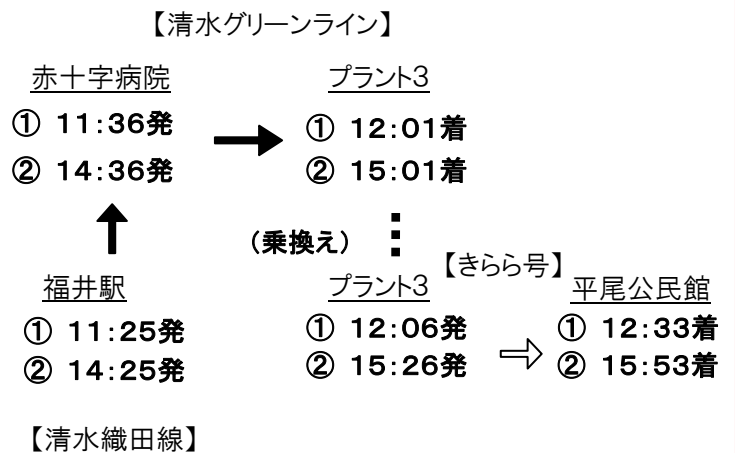 【清水グリーンライン】
赤十字病院
① 11:36発
② 14:36発
プラント3
① 12:01着
② 15:01着
（乗換え）
福井駅
① 11:25発
② 14:25発
プラント3
① 12:06発
② 15:26発
【きらら号】
平尾公民館
① 12:33着
② 15:53着
【清水織田線】